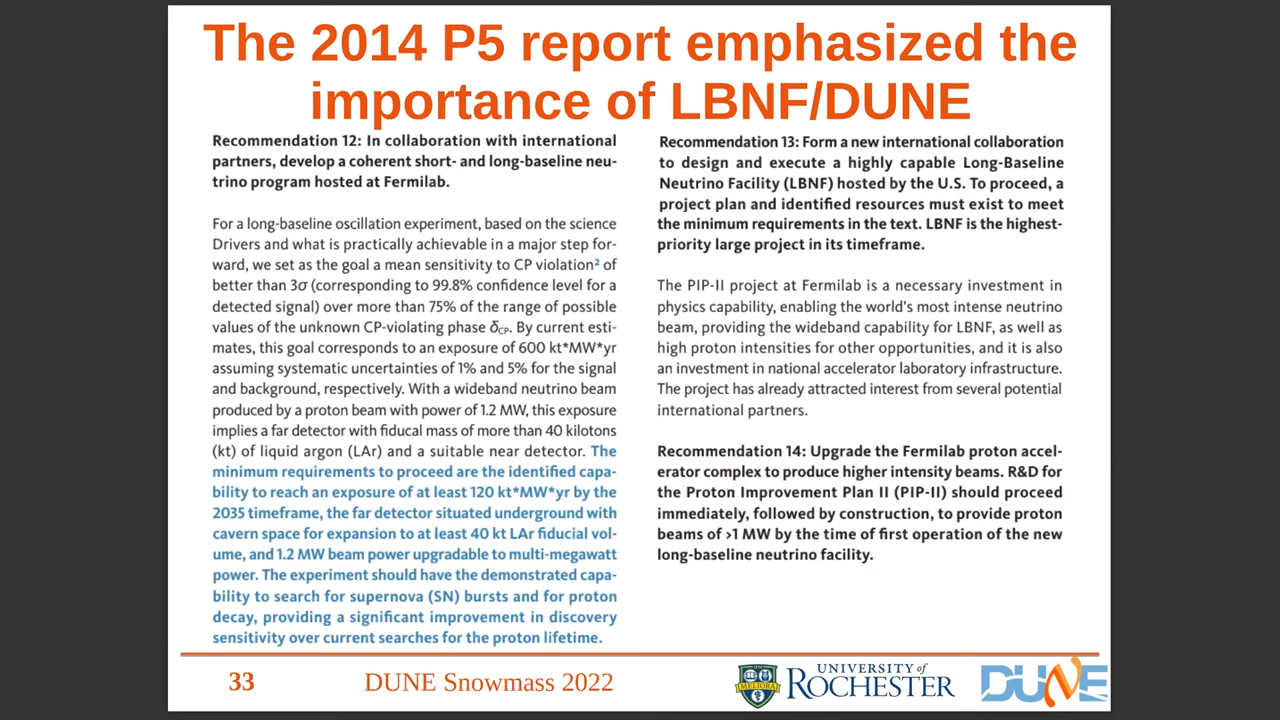 The 2014 P5 report emphasized the
importance of LBNF/DUNE
Recommendation 12: In collaboration with international
partners, develop a coherent short- and long-baseline neu-
trino program hosted at Fermilab.
For a long-baseline oscillation experiment, based on the science
Drivers and what is practically achievable in a major step for-
ward, we set as the goal a mean sensitivity to CP violation² of
better than 3σ (corresponding to 99.8% confidence level for a
detected signal) over more than 75% of the range of possible
values of the unknown CP-violating phase δCP. By current esti-
mates, this goal corresponds to an exposure of 600 kt*MW*yr
assuming systematic uncertainties of 1% and 5% for the signal
and background, respectively. With a wideband neutrino beam
produced by a proton beam with power of 1.2 MW, this exposure
implies a far detector with fiducal mass of more than 40 kilotons
(kt) of liquid argon (LAr) and a suitable near detector. The
minimum requirements to proceed are the identified capa-
bility to reach an exposure of at least 120 kt*MW*yr by the
2035 timeframe, the far detector situated underground with
cavern space for expansion to at least 40 kt LAr fiducial vol-
ume, and 1.2 MW beam power upgradable to multi-megawatt
power. The experiment should have the demonstrated capa-
bility to search for supernova (SN) bursts and for proton
decay, providing a significant improvement in discovery
sensitivity over current searches for the proton lifetime.
Recommendation 13: Form a new international collaboration
to design and execute a highly capable Long-Baseline
Neutrino Facility (LBNF) hosted by the U.S. To proceed, a
project plan and identified resources must exist to meet
the minimum requirements in the text. LBNF is the highest-
priority large project in its timeframe.
The PIP-II project at Fermilab is a necessary investment in
physics capability, enabling the world's most intense neutrino
beam, providing the wideband capability for LBNF, as well as
high proton intensities for other opportunities, and it is also
an investment in national accelerator laboratory infrastructure.
The project has already attracted interest from several potential
international partners.
Recommendation 14: Upgrade the Fermilab proton accel-
erator complex to produce higher intensity beams. R&D for
the Proton Improvement Plan II (PIP-II) should proceed
immediately, followed by construction, to provide proton
beams of >1 MW by the time of first operation of the new
long-baseline neutrino facility.
33
DUNE Snowmass 2022
MELIORA
UNIVERSITY of
ROCHESTER
DUNE